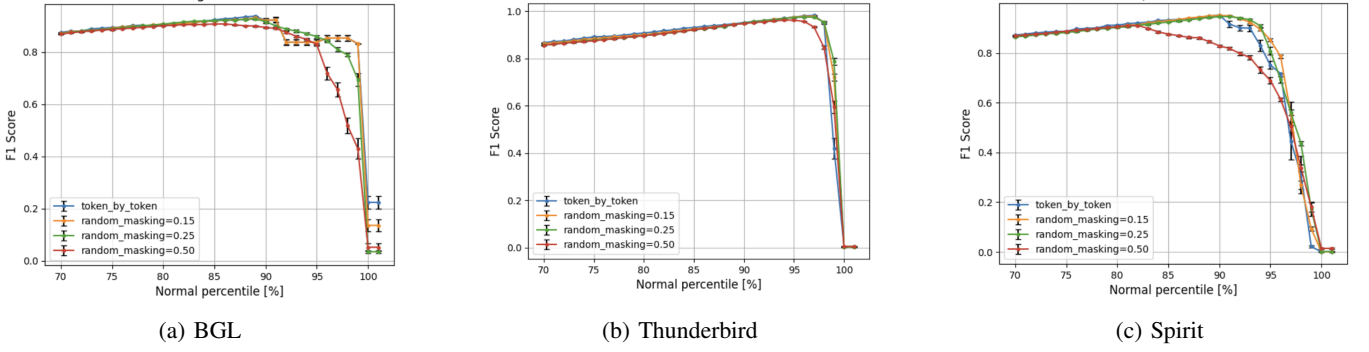 F1 Score
0.8
0.6
0.4
0.2
0.0
token_by_token
random_masking=0.15
random_masking=0.25
random_masking=0.50
70 75 80 85 90 95 100
Normal percentile [%]
(a) BGL
F1 Score
1.0
0.8
0.6
0.4
0.2
0.0
token_by_token
random_masking=0.15
random_masking=0.25
random_masking=0.50
70 75 80 85 90 95 100
Normal percentile [%]
(b) Thunderbird
F1 Score
0.8
0.6
0.4
0.2
0.0
token_by_token
random_masking=0.15
random_masking=0.25
random_masking=0.50
70 75 80 85 90 95 100
Normal percentile [%]
(c) Spirit